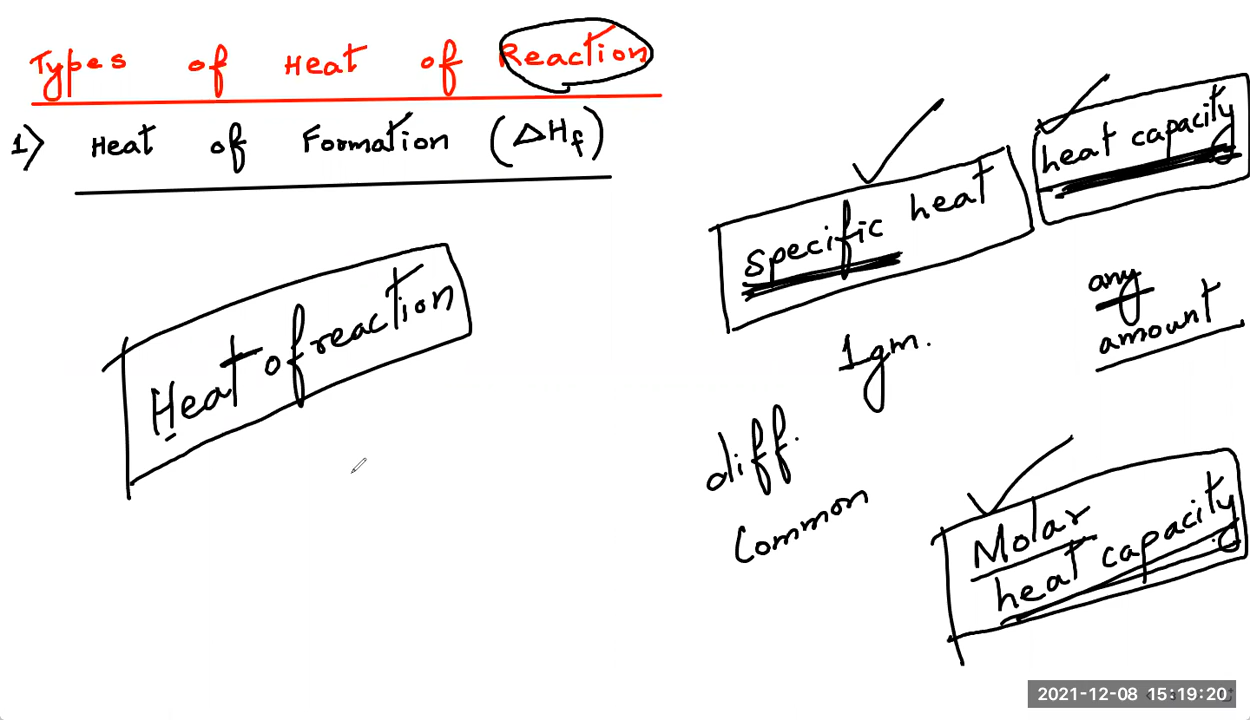 Types of Heat of Reaction
1) Heat of Formation (ΔHf)
Heat of reaction
specific heat
heat capacity
1gm.
any
amount
diff.
Common
Molar
heat capacity
2021-12-08 15:19:20